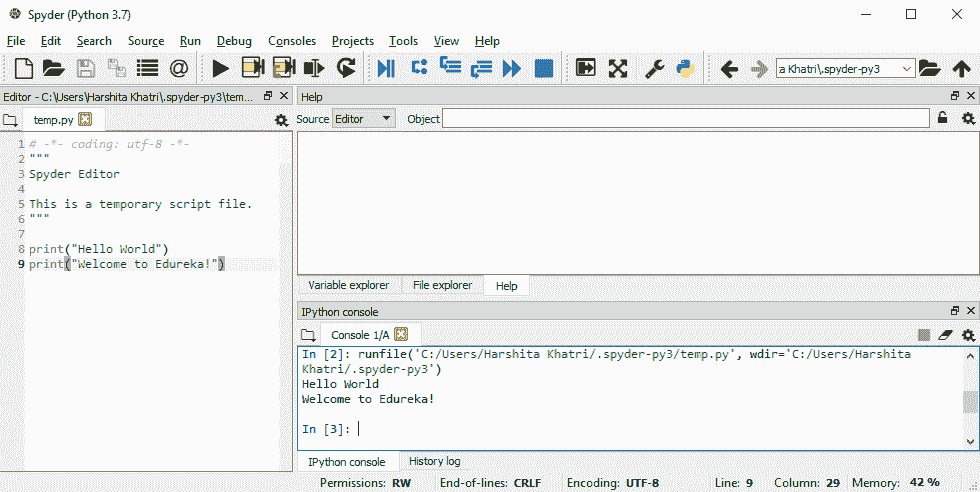 Spyder (Python 3.7)
File Edit Search Source Run Debug Consoles Projects Tools View Help
a Khatri\.spyder-py3
Editor - C:\Users\Harshita Khatri\.spyder-py3\tem...
temp.py
1 # -*- coding: utf-8 -*-
2 """
3 Spyder Editor
4
5 This is a temporary script file.
6 """
7
8 print("Hello World")
9 print("Welcome to Edureka!")
Help
Source Editor Object
Variable explorer File explorer Help
IPython console
Console 1/A
In [2]: runfile('C:/Users/Harshita Khatri/.spyder-py3/temp.py', wdir='C:/Users/Harshita
Khatri/.spyder-py3')
Hello World
Welcome to Edureka!
In [3]:
IPython console History log
Permissions: RW End-of-lines: CRLF Encoding: UTF-8 Line: 9 Column: 29 Memory: 42 %